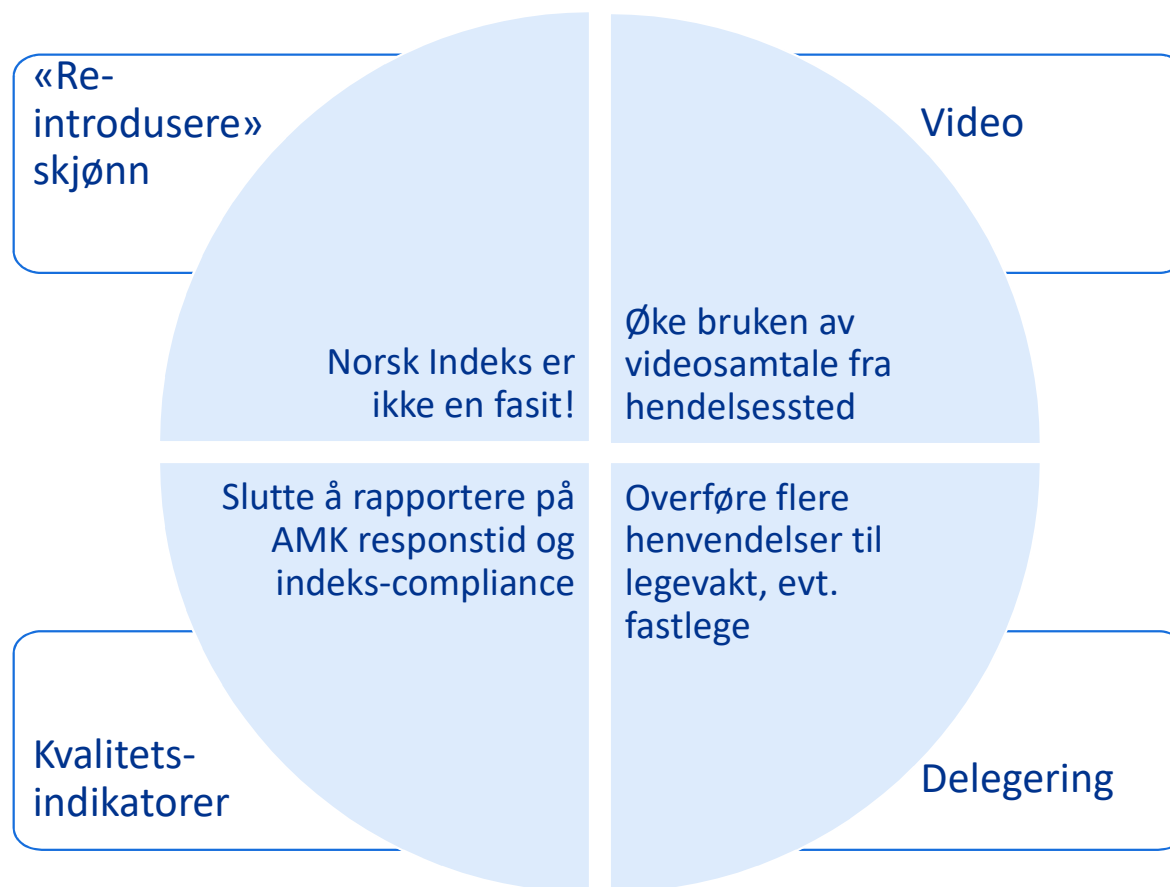 «Re-
introdusere»
skjønn
Norsk Indeks er
ikke en fasit!
Video
Øke bruken av
videosamtale fra
hendelsessted
Slutte å rapportere på
AMK responstid og
indeks-compliance
Kvalitets-
indikatorer
Overføre flere
henvendelser til
legevakt, evt.
fastlege
Delegering